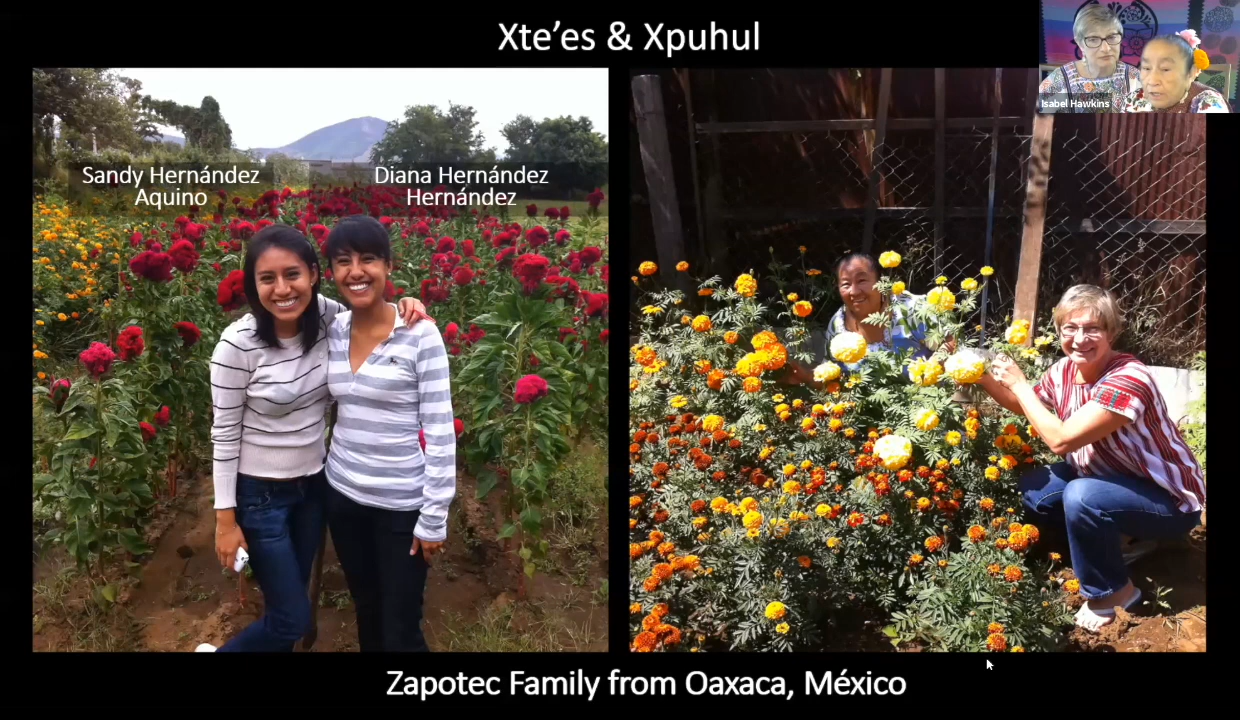 Xte'es & Xpuhul
Isabel Hawkins
Sandy Hernández
Aquino
Diana Hernández
Hernández
Zapotec Family from Oaxaca, México